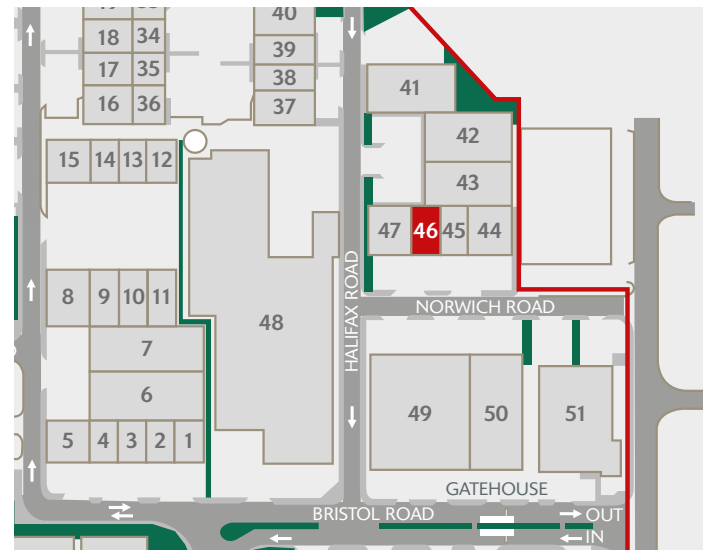 19 33
40
18 34
39
17 35
38
16 36
37
41
42
43
15 14 13 12
47 46 45 44
8 9 10 11
48
HALIFAX ROAD
NORWICH ROAD
7
6
49 50 51
5 4 3 2 1
GATEHOUSE
BRISTOL ROAD
OUT
IN